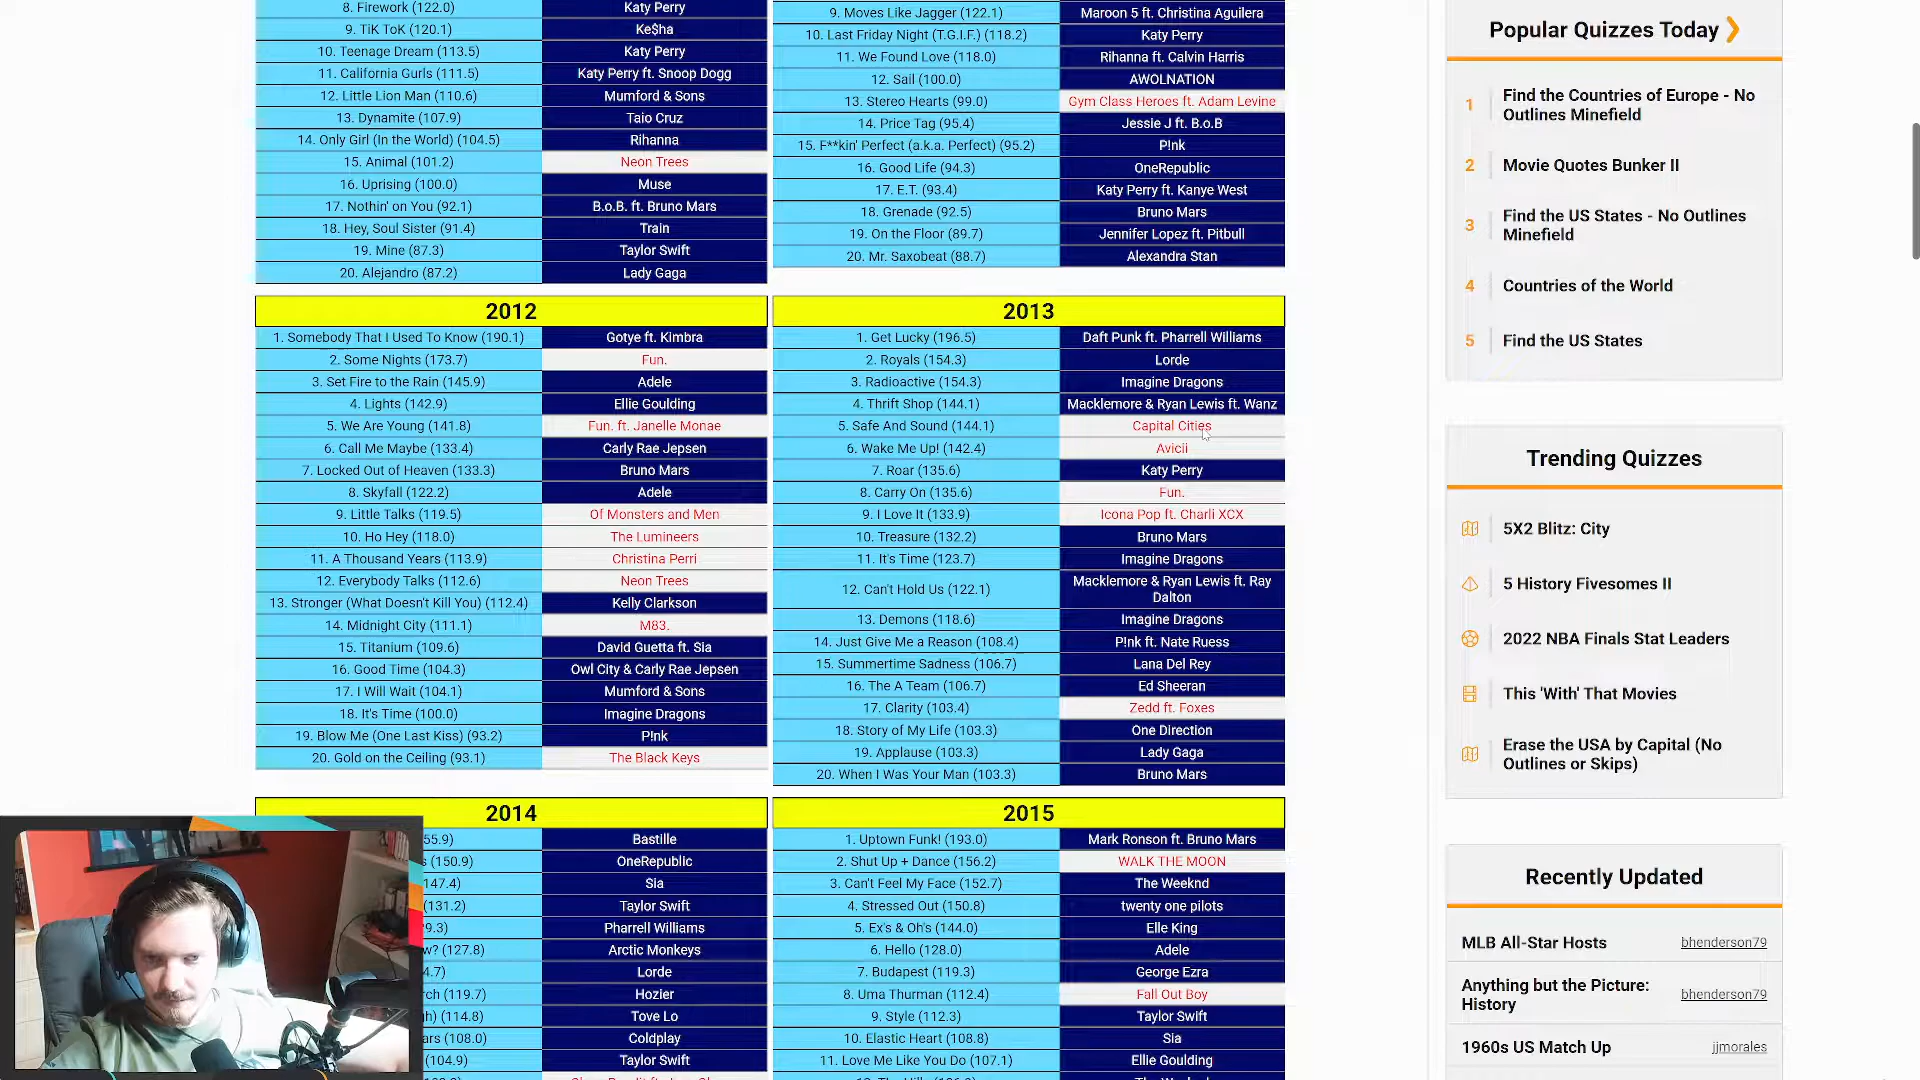 8. Firework (122.0) Katy Perry
9. TiK ToK (120.1) Ke$ha
10. Teenage Dream (113.5) Katy Perry
11. California Gurls (111.5) Katy Perry ft. Snoop Dogg
12. Little Lion Man (110.6) Mumford & Sons
13. Dynamite (107.9) Taio Cruz
14. Only Girl (In the World) (104.5) Rihanna
15. Animal (101.2) Neon Trees
16. Uprising (100.0) Muse
17. Nothin' on You (92.1) B.o.B. ft. Bruno Mars
18. Hey, Soul Sister (91.4) Train
19. Mine (87.3) Taylor Swift
20. Alejandro (87.2) Lady Gaga
9. Moves Like Jagger (122.1) Maroon 5 ft. Christina Aguilera
10. Last Friday Night (T.G.I.F.) (118.2) Katy Perry
11. We Found Love (118.0) Rihanna ft. Calvin Harris
12. Sail (100.0) AWOLNATION
13. Stereo Hearts (99.0) Gym Class Heroes ft. Adam Levine
14. Price Tag (95.4) Jessie J ft. B.o.B
15. F**kin' Perfect (a.k.a. Perfect) (95.2) P!nk
16. Good Life (94.3) OneRepublic
17. E.T. (93.4) Katy Perry ft. Kanye West
18. Grenade (92.5) Bruno Mars
19. On the Floor (89.7) Jennifer Lopez ft. Pitbull
20. Mr. Saxobeat (88.7) Alexandra Stan
2012
1. Somebody That I Used To Know (190.1) Gotye ft. Kimbra
2. Some Nights (173.7) Fun.
3. Set Fire to the Rain (145.9) Adele
4. Lights (142.9) Ellie Goulding
5. We Are Young (141.8) Fun. ft. Janelle Monae
6. Call Me Maybe (133.4) Carly Rae Jepsen
7. Locked Out of Heaven (133.3) Bruno Mars
8. Skyfall (122.2) Adele
9. Little Talks (119.5) Of Monsters and Men
10. Ho Hey (118.0) The Lumineers
11. A Thousand Years (113.9) Christina Perri
12. Everybody Talks (112.6) Neon Trees
13. Stronger (What Doesn't Kill You) (112.4) Kelly Clarkson
14. Midnight City (111.1) M83.
15. Titanium (109.6) David Guetta ft. Sia
16. Good Time (104.3) Owl City & Carly Rae Jepsen
17. I Will Wait (104.1) Mumford & Sons
18. It's Time (100.0) Imagine Dragons
19. Blow Me (One Last Kiss) (93.2) P!nk
20. Gold on the Ceiling (93.1) The Black Keys
2013
1. Get Lucky (196.5) Daft Punk ft. Pharrell Williams
2. Royals (154.3) Lorde
3. Radioactive (154.3) Imagine Dragons
4. Thrift Shop (144.1) Macklemore & Ryan Lewis ft. Wanz
5. Safe And Sound (144.1) Capital Cities
6. Wake Me Up! (142.4) Avicii
7. Roar (135.6) Katy Perry
8. Carry On (135.6) Fun.
9. I Love It (133.9) Icona Pop ft. Charli XCX
10. Treasure (132.2) Bruno Mars
11. It's Time (123.7) Imagine Dragons
12. Can't Hold Us (122.1) Macklemore & Ryan Lewis ft. Ray
Dalton
13. Demons (118.6) Imagine Dragons
14. Just Give Me a Reason (108.4) P!nk ft. Nate Ruess
15. Summertime Sadness (106.7) Lana Del Rey
16. The A Team (106.7) Ed Sheeran
17. Clarity (103.4) Zedd ft. Foxes
18. Story of My Life (103.3) One Direction
19. Applause (103.3) Lady Gaga
20. When I Was Your Man (103.3) Bruno Mars
2014
55.9) Bastille
s (150.9) OneRepublic
147.4) Sia
(131.2) Taylor Swift
9.3) Pharrell Williams
w? (127.8) Arctic Monkeys
4.7) Lorde
rch (119.7) Hozier
h) (114.8) Tove Lo
ars (108.0) Coldplay
(104.9) Taylor Swift
2015
1. Uptown Funk! (193.0) Mark Ronson ft. Bruno Mars
2. Shut Up + Dance (156.2) WALK THE MOON
3. Can't Feel My Face (152.7) The Weeknd
4. Stressed Out (150.8) twenty one pilots
5. Ex's & Oh's (144.0) Elle King
6. Hello (128.0) Adele
7. Budapest (119.3) George Ezra
8. Uma Thurman (112.4) Fall Out Boy
9. Style (112.3) Taylor Swift
10. Elastic Heart (108.8) Sia
11. Love Me Like You Do (107.1) Ellie Goulding
Popular Quizzes Today
1 Find the Countries of Europe - No
Outlines Minefield
2 Movie Quotes Bunker II
3 Find the US States - No Outlines
Minefield
4 Countries of the World
5 Find the US States
Trending Quizzes
5X2 Blitz: City
5 History Fivesomes II
2022 NBA Finals Stat Leaders
This 'With' That Movies
Erase the USA by Capital (No
Outlines or Skips)
Recently Updated
MLB All-Star Hosts bhenderson79
Anything but the Picture:
History bhenderson79
1960s US Match Up jjmorales